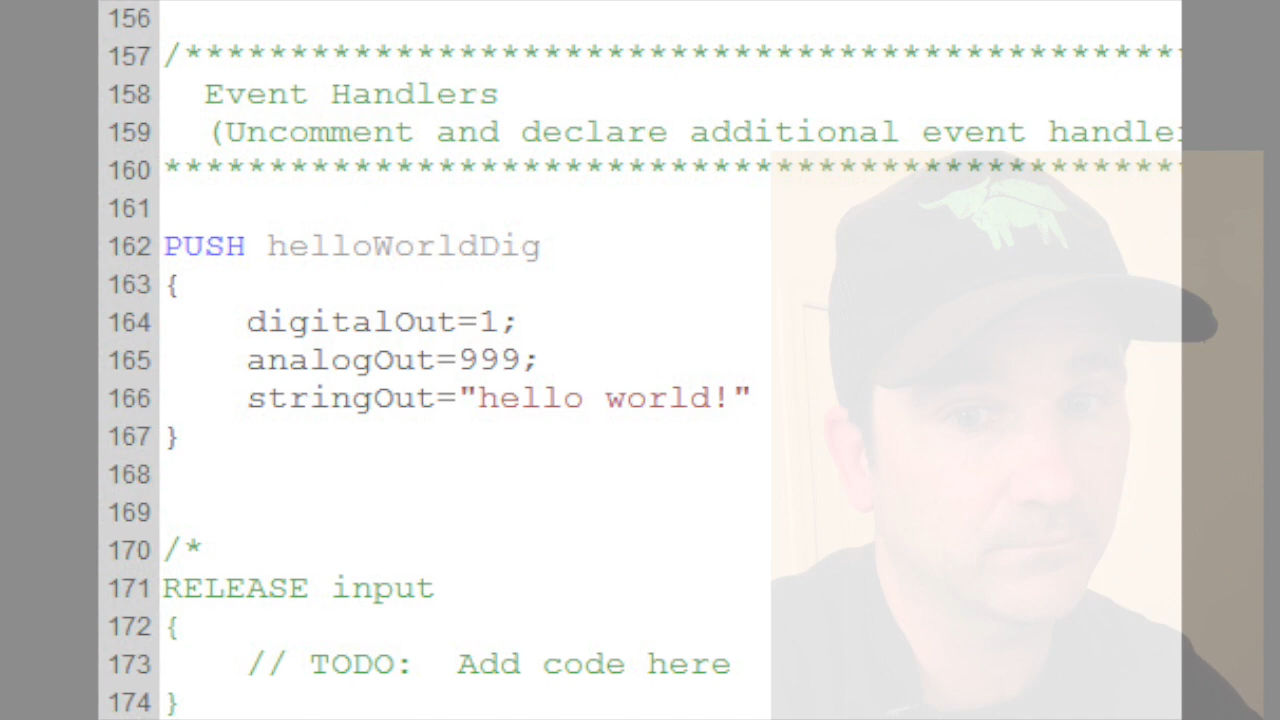 156
157 /************************************************
158 Event Handlers
159 (Uncomment and declare additional event handler
160 *************************************************
161
162 PUSH helloWorldDig
163 {
164 digitalOut=1;
165 analogOut=999;
166 stringOut="hello world!"
167 }
168
169
170 /*
171 RELEASE input
172 {
173 // TODO: Add code here
174 }